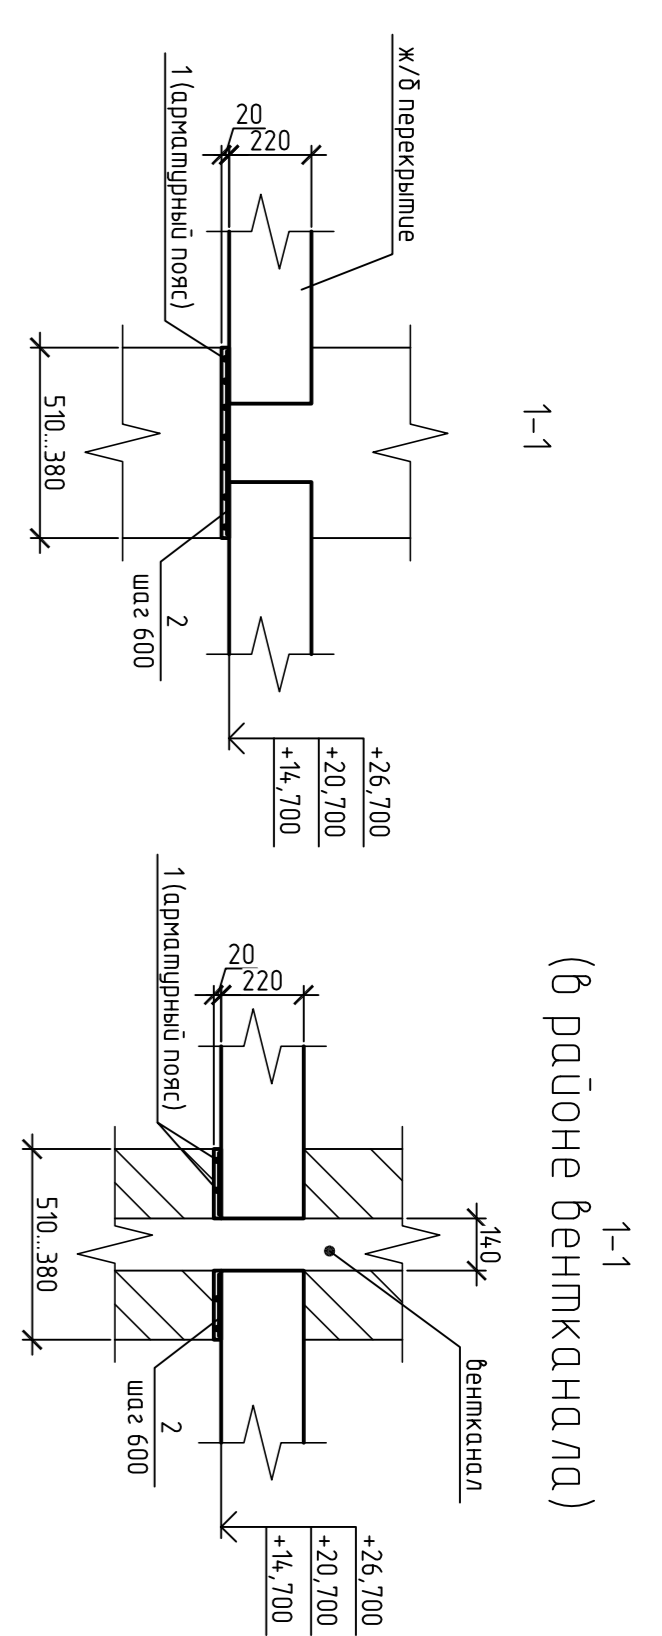 1-1
ж/б перекрытие
20
220
1 (арматурный пояс)
510...380
2
шаг 600
+26,700
+20,700
+14,700
1-1
(в районе вентканала)
20
220
1 (арматурный пояс)
140
вентканал
510...380
2
шаг 600
+26,700
+20,700
+14,700